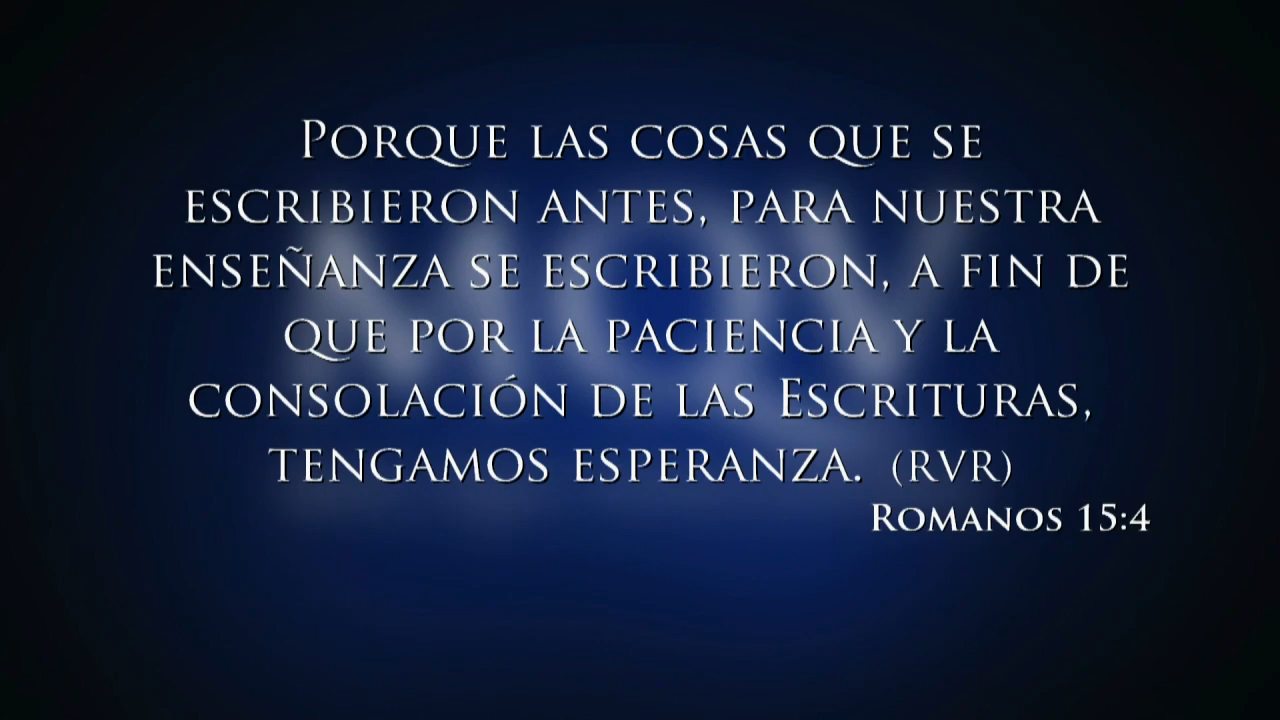 Porque las cosas que se
escribieron antes, para nuestra
enseñanza se escribieron, a fin de
que por la paciencia y la
consolación de las Escrituras,
tengamos esperanza. (RVR)
Romanos 15:4